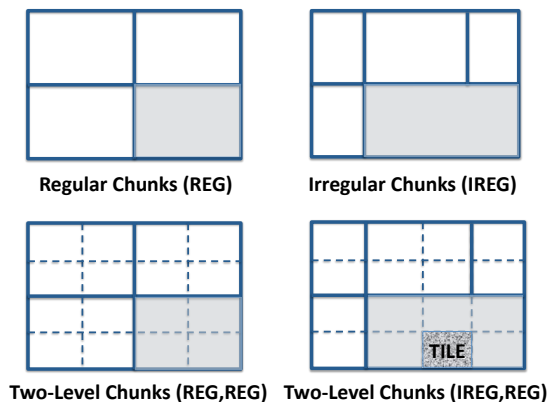 Regular Chunks (REG)
Irregular Chunks (IREG)
TILE
Two-Level Chunks (REG,REG)
Two-Level Chunks (IREG,REG)